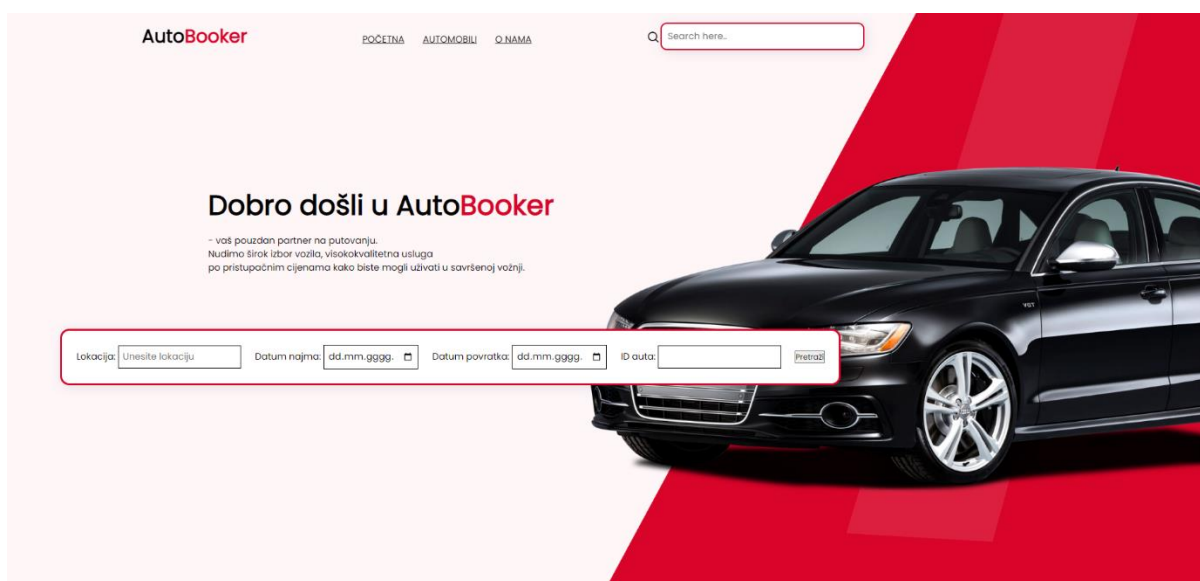 AutoBooker
POČETNA AUTOMOBILI O NAMA
Search here..
Dobro došli u AutoBooker
- vaš pouzdan partner na putovanju.
Nudimo širok izbor vozila, visokokvalitetna usluga
po pristupačnim cijenama kako biste mogli uživati u savršenoj vožnji.
Lokacija: Unesite lokaciju Datum najma: dd.mm.gggg. Datum povratka: dd.mm.gggg. ID auta: Pretraži